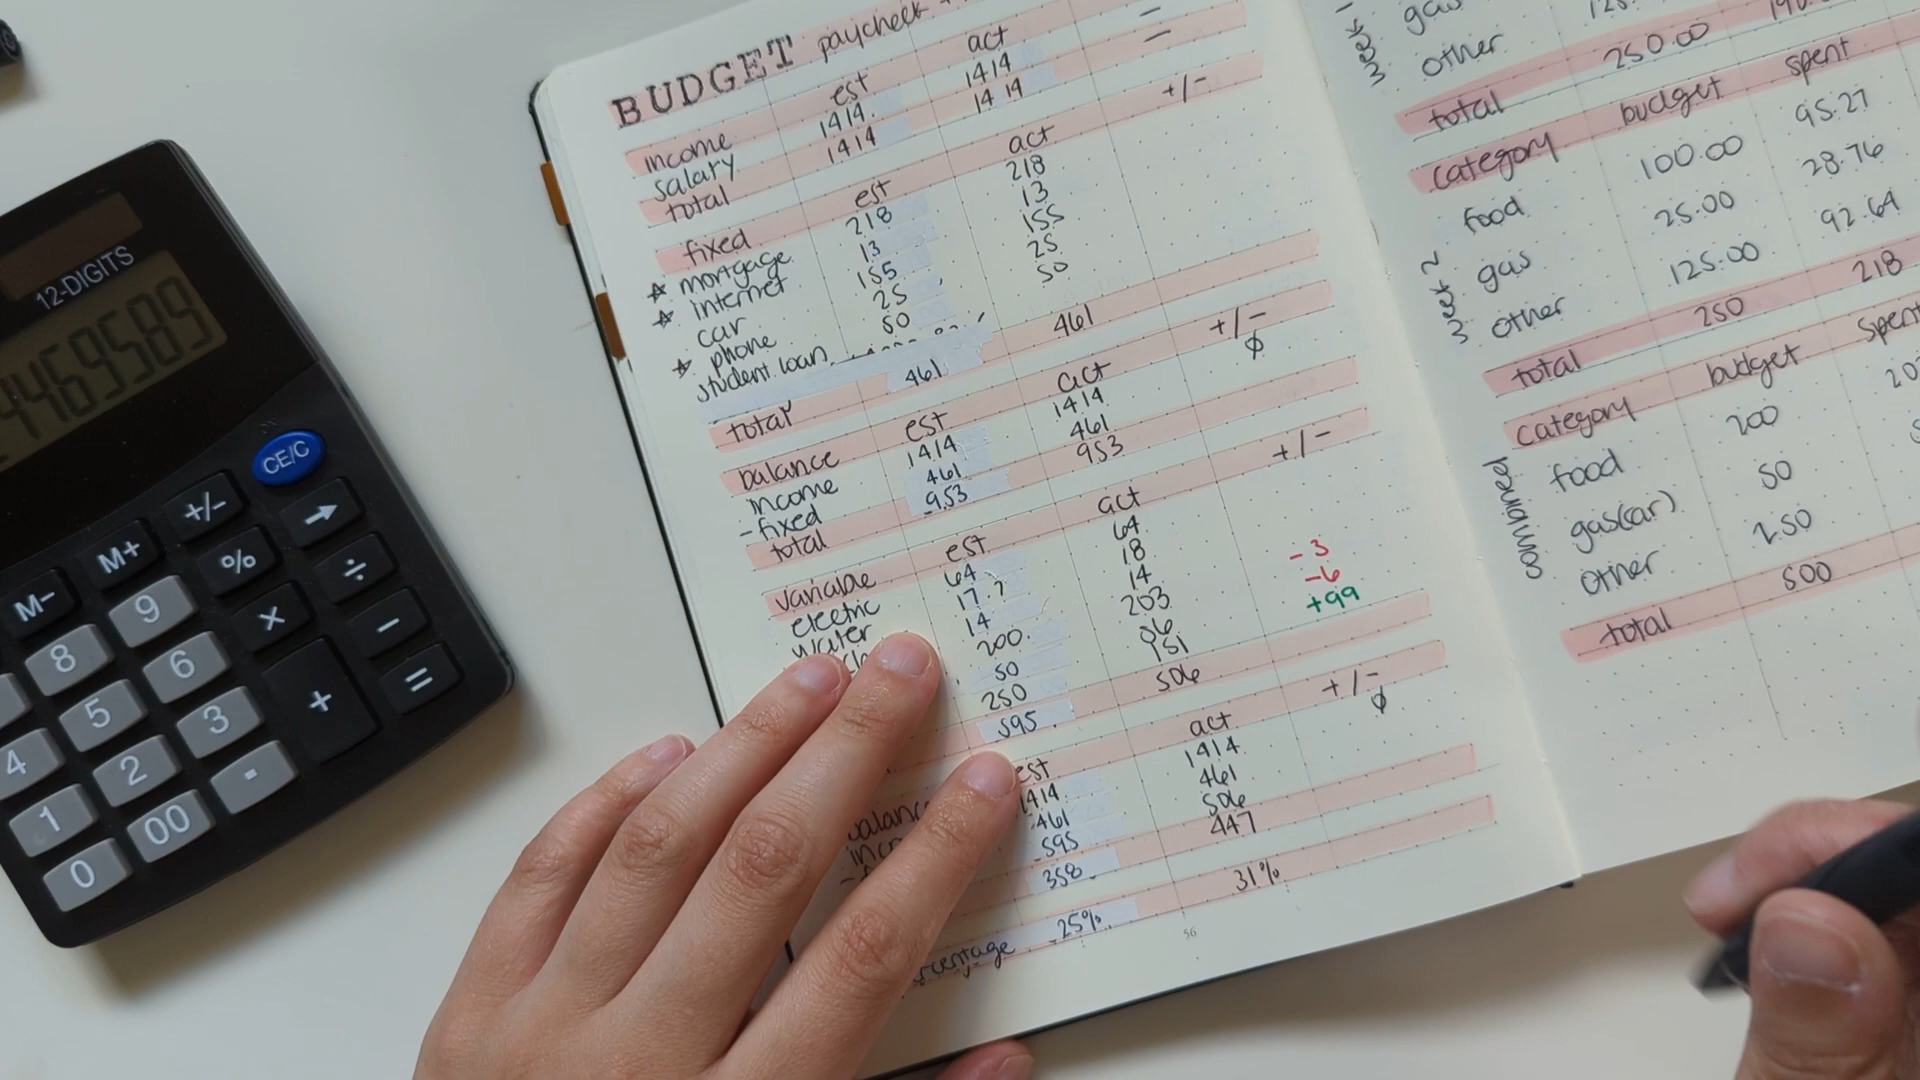 12-DIGITS
4469589
CE/C
+/- →
M- M+ % ÷
9 × -
8 6 + =
5 3
4 2 -
1 00
0
BUDGET paycheck
est act
income 1414. 1414 —
salary 1414 1414 —
total
fixed est act +/-
☆ mortgage 218 218
☆ internet 13 13
car 155 155
☆ phone 25 25
student loan 50 50
total 461 461
balance est act +/-
income 1414 1414 ϕ
-fixed 461 461
total 953 953
variable est act +/-
electric 64 64
water 17.? 18
14 14
200. 203 -3
50 56 -6
250 151 +99
595 506
balance est act +/-
1414. 1414. ϕ
461 461
595 506
358 447
25% 31%
56
gas
other
total 250.00
week 2
category budget spent
food 100.00 95.27
gas 25.00 28.76
other 125.00 92.64
total 250 218
combined
category budget spent
food 200
gas(car) 50
other 250
total 500